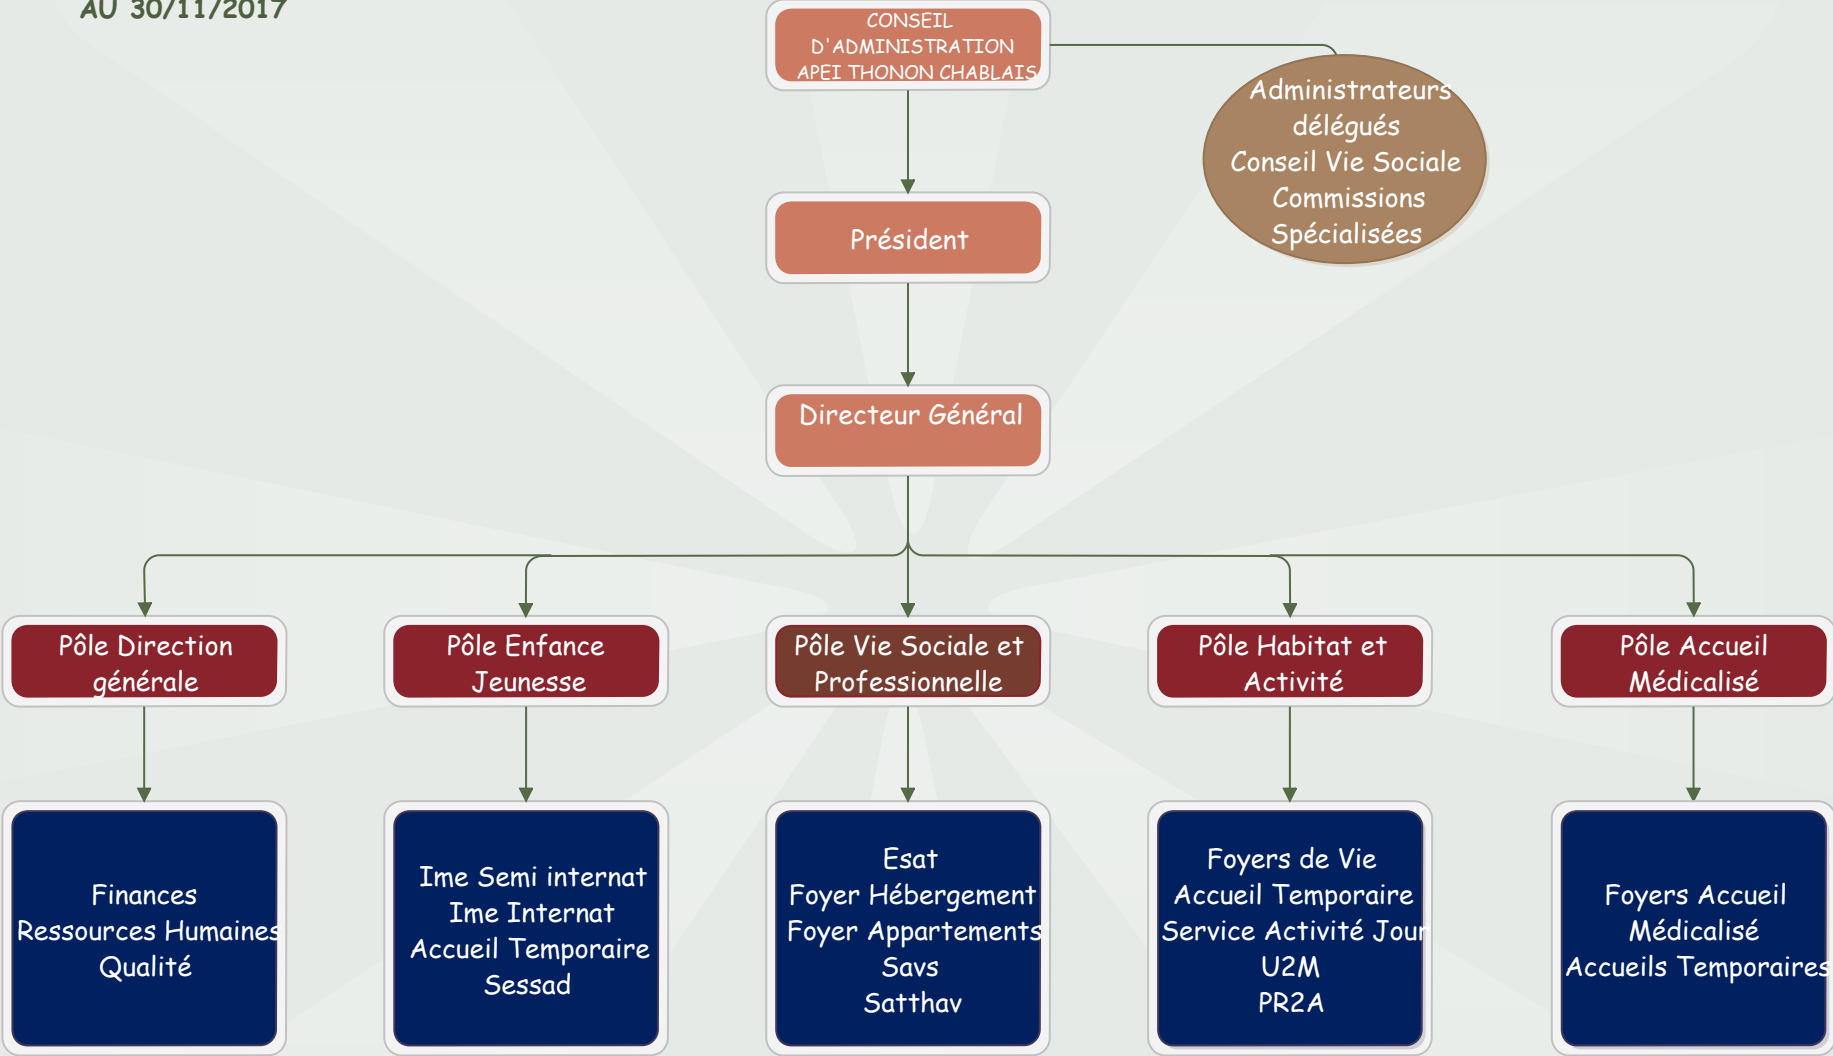 AU 30/11/2017
CONSEIL
D'ADMINISTRATION
APEI THONON CHABLAIS
Administrateurs
délégués
Conseil Vie Sociale
Commissions
Spécialisées
Président
Directeur Général
Pôle Direction
générale
Pôle Enfance
Jeunesse
Pôle Vie Sociale et
Professionnelle
Pôle Habitat et
Activité
Pôle Accueil
Médicalisé
Finances
Ressources Humaines
Qualité
Ime Semi internat
Ime Internat
Accueil Temporaire
Sessad
Esat
Foyer Hébergement
Foyer Appartements
Savs
Satthav
Foyers de Vie
Accueil Temporaire
Service Activité Jour
U2M
PR2A
Foyers Accueil
Médicalisé
Accueils Temporaires